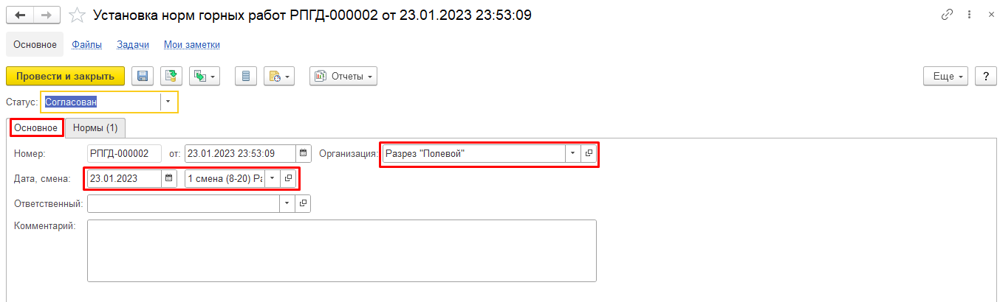 Установка норм горных работ РПГД-000002 от 23.01.2023 23:53:09
Основное Файлы Задачи Мои заметки
Провести и закрыть Отчеты Еще ?
Статус: Согласован
Основное Нормы (1)
Номер: РПГД-000002 от: 23.01.2023 23:53:09 Организация: Разрез "Полевой"
Дата, смена: 23.01.2023 1 смена (8-20) Ра
Ответственный:
Комментарий: